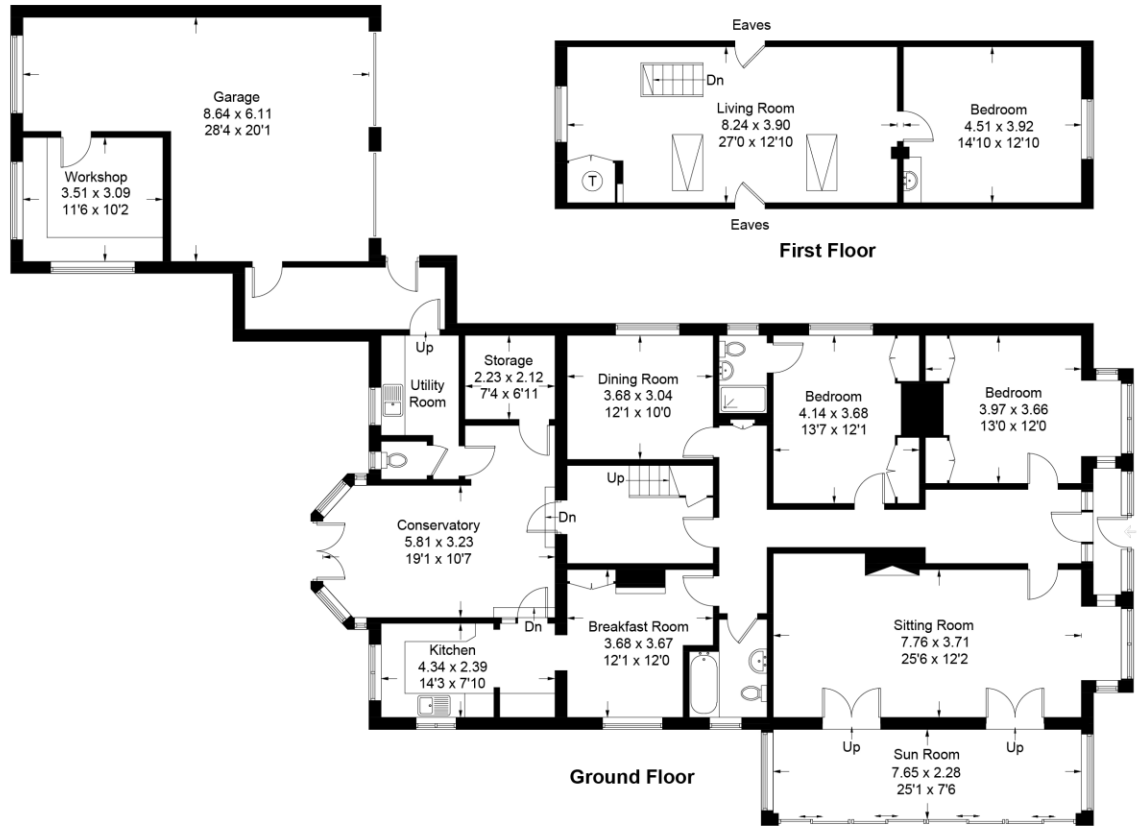 Garage
8.64 x 6.11
28'4 x 20'1
Workshop
3.51 x 3.09
11'6 x 10'2
Eaves
Dn
Living Room
8.24 x 3.90
27'0 x 12'10
Bedroom
4.51 x 3.92
14'10 x 12'10
T
Eaves
First Floor
Up
Utility
Room
Storage
2.23 x 2.12
7'4 x 6'11
Dining Room
3.68 x 3.04
12'1 x 10'0
Bedroom
4.14 x 3.68
13'7 x 12'1
Bedroom
3.97 x 3.66
13'0 x 12'0
Up
Conservatory
5.81 x 3.23
19'1 x 10'7
Dn
Dn
Kitchen
4.34 x 2.39
14'3 x 7'10
Breakfast Room
3.68 x 3.67
12'1 x 12'0
Sitting Room
7.76 x 3.71
25'6 x 12'2
Up
Up
Sun Room
7.65 x 2.28
25'1 x 7'6
Ground Floor